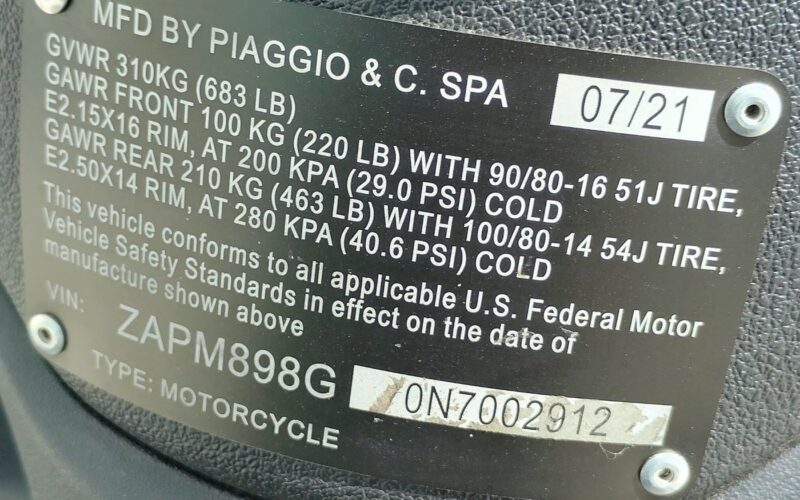 MFD BY PIAGGIO & C. SPA 07/21
GVWR 310KG (683 LB)
GAWR FRONT 100 KG (220 LB) WITH 90/80-16 51J TIRE,
E2.15X16 RIM, AT 200 KPA (29.0 PSI) COLD
GAWR REAR 210 KG (463 LB) WITH 100/80-14 54J TIRE,
E2.50X14 RIM, AT 280 KPA (40.6 PSI) COLD
This vehicle conforms to all applicable U.S. Federal Motor
Vehicle Safety Standards in effect on the date of
manufacture shown above
VIN: ZAPM898G 0N7002912
TYPE: MOTORCYCLE